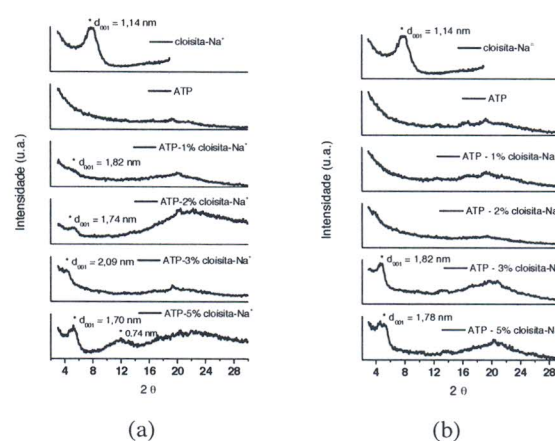 * d001 = 1,14 nm
cloisita-Na+
ATP
ATP-1% cloisita-Na+
* d001 = 1,82 nm
ATP-2% cloisita-Na+
* d001 = 1,74 nm
* d001 = 2,09 nm
ATP-3% cloisita-Na+
* d001 = 1,70 nm
ATP-5% cloisita-Na+
* 0,74 nm
Intensidade (u.a.)
4 8 12 16 20 24 28
2 θ
(a)
* d001 = 1,14 nm
cloisita-Na+
ATP
ATP - 1% cloisita-Na
ATP - 2% cloisita-Na
* d001 = 1,82 nm
ATP - 3% cloisita-N
* d001 = 1,78 nm
ATP - 5% cloisita-N
Intensidade (u.a.)
4 8 12 16 20 24 28
2 θ
(b)